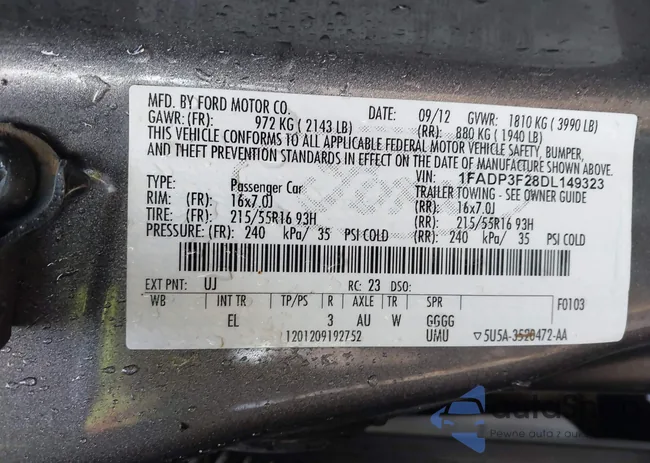 MFD. BY FORD MOTOR CO.
DATE: 09/12 GVWR: 1810 KG (3990 LB)
GAWR: (FR): 972 KG (2143 LB) (RR): 880 KG (1940 LB)
THIS VEHICLE CONFORMS TO ALL APPLICABLE FEDERAL MOTOR VEHICLE SAFETY, BUMPER,
AND THEFT PREVENTION STANDARDS IN EFFECT ON THE DATE OF MANUFACTURE SHOWN ABOVE.
VIN: 1FADP3F28DL149323
TYPE: Passenger Car TRAILER TOWING - SEE OWNER GUIDE
RIM: (FR): 16x7.0J (RR): 16x7.0J
TIRE: (FR): 215/55R16 93H (RR): 215/55R16 93H
PRESSURE: (FR): 240 kPa/ 35 PSI COLD (RR): 240 kPa/ 35 PSI COLD
EXT PNT: UJ RC: 23 DSO:
WB INT TR TP/PS R AXLE TR SPR F0103
EL 3 AU W GGGG
1201209192752 UMU ▽5U5A-3520472-AA
Pewne auta z